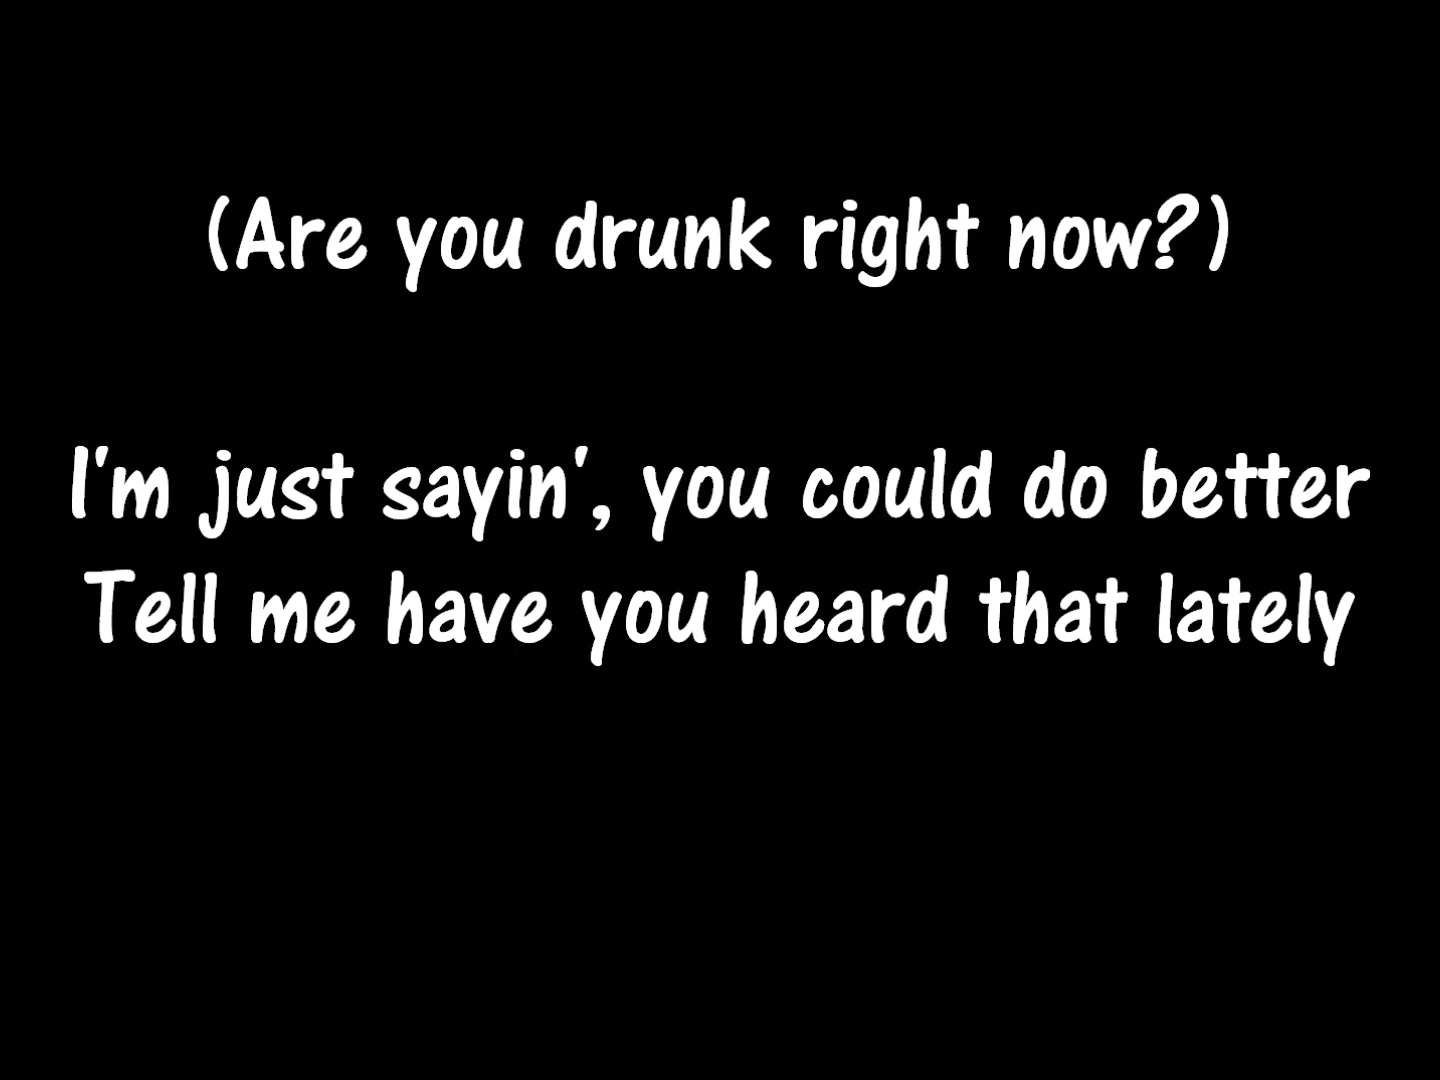 (Are you drunk right now?)
I'm just sayin', you could do better
Tell me have you heard that lately